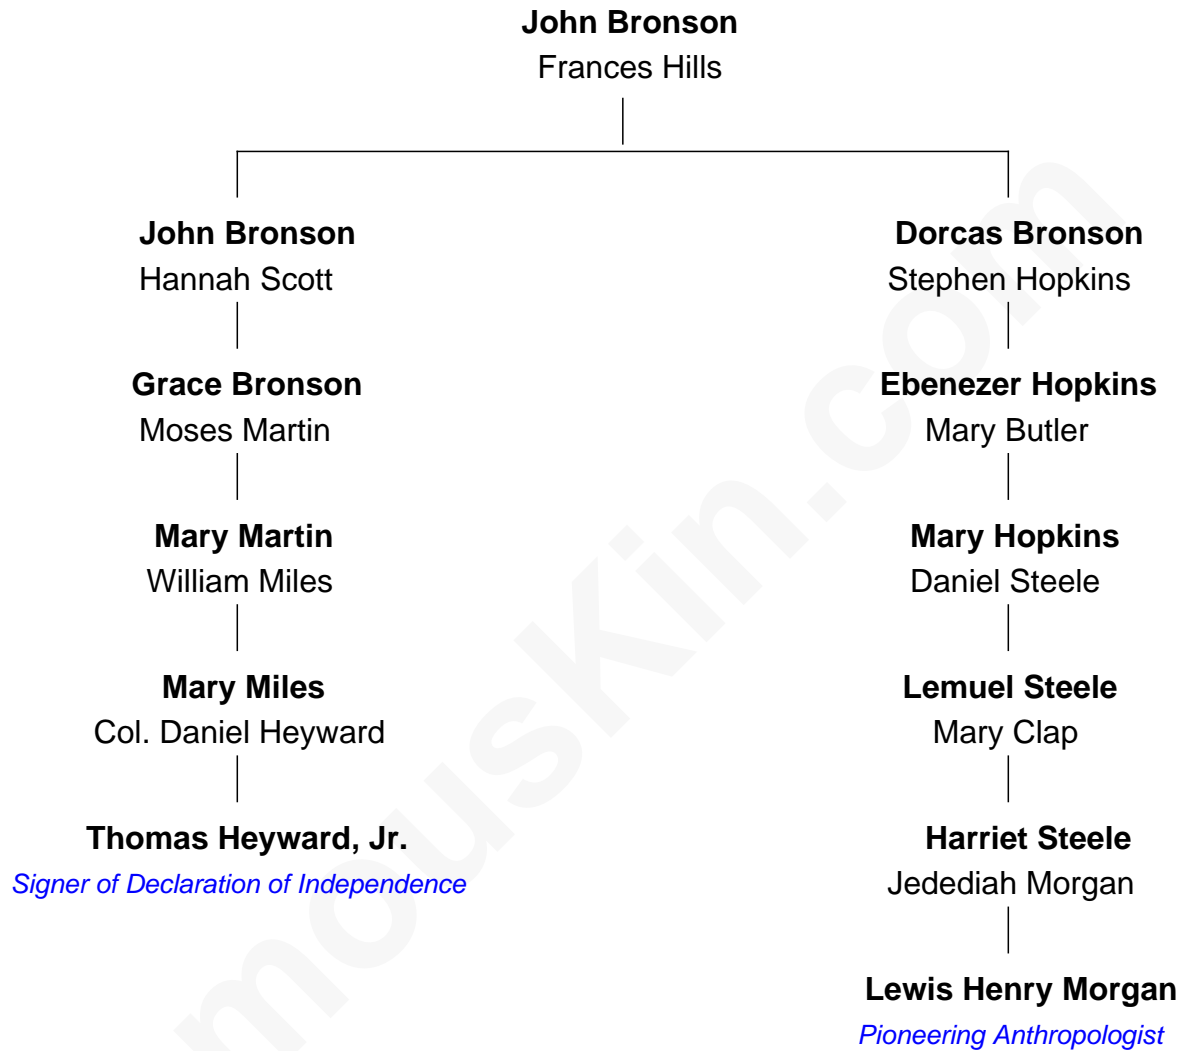 John Bronson
Frances Hills
John Bronson
Hannah Scott
Dorcas Bronson
Stephen Hopkins
Grace Bronson
Moses Martin
Ebenezer Hopkins
Mary Butler
Mary Martin
William Miles
Mary Hopkins
Daniel Steele
Mary Miles
Col. Daniel Heyward
Lemuel Steele
Mary Clap
Thomas Heyward, Jr.
Signer of Declaration of Independence
Harriet Steele
Jedediah Morgan
Lewis Henry Morgan
Pioneering Anthropologist
mousKin.com